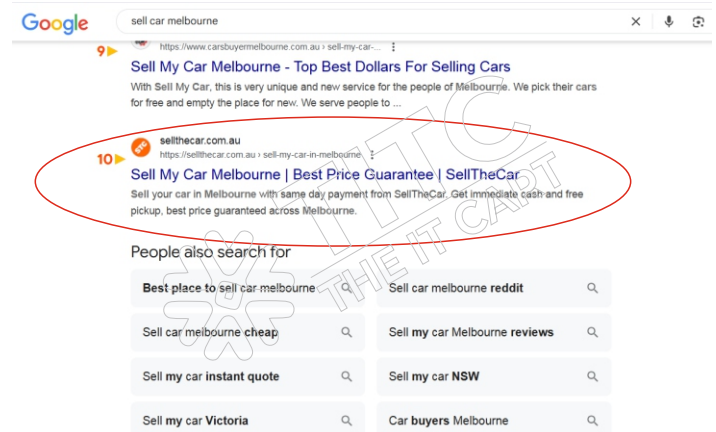 Google
sell car melbourne
9
https://www.carsbuyermelbourne.com.au › sell-my-car-...
Sell My Car Melbourne - Top Best Dollars For Selling Cars
With Sell My Car, this is very unique and new service for the people of Melbourne. We pick their cars
for free and empty the place for new. We serve people to ...
STC
sellthecar.com.au
10
https://sellthecar.com.au › sell-my-car-in-melbourne
Sell My Car Melbourne | Best Price Guarantee | SellTheCar
Sell your car in Melbourne with same day payment from SellTheCar. Get immediate cash and free
pickup, best price guaranteed across Melbourne.
TITC
THE IT CART
People also search for
Best place to sell car melbourne
Sell car melbourne reddit
Sell car melbourne cheap
Sell my car Melbourne reviews
Sell my car instant quote
Sell my car NSW
Sell my car Victoria
Car buyers Melbourne